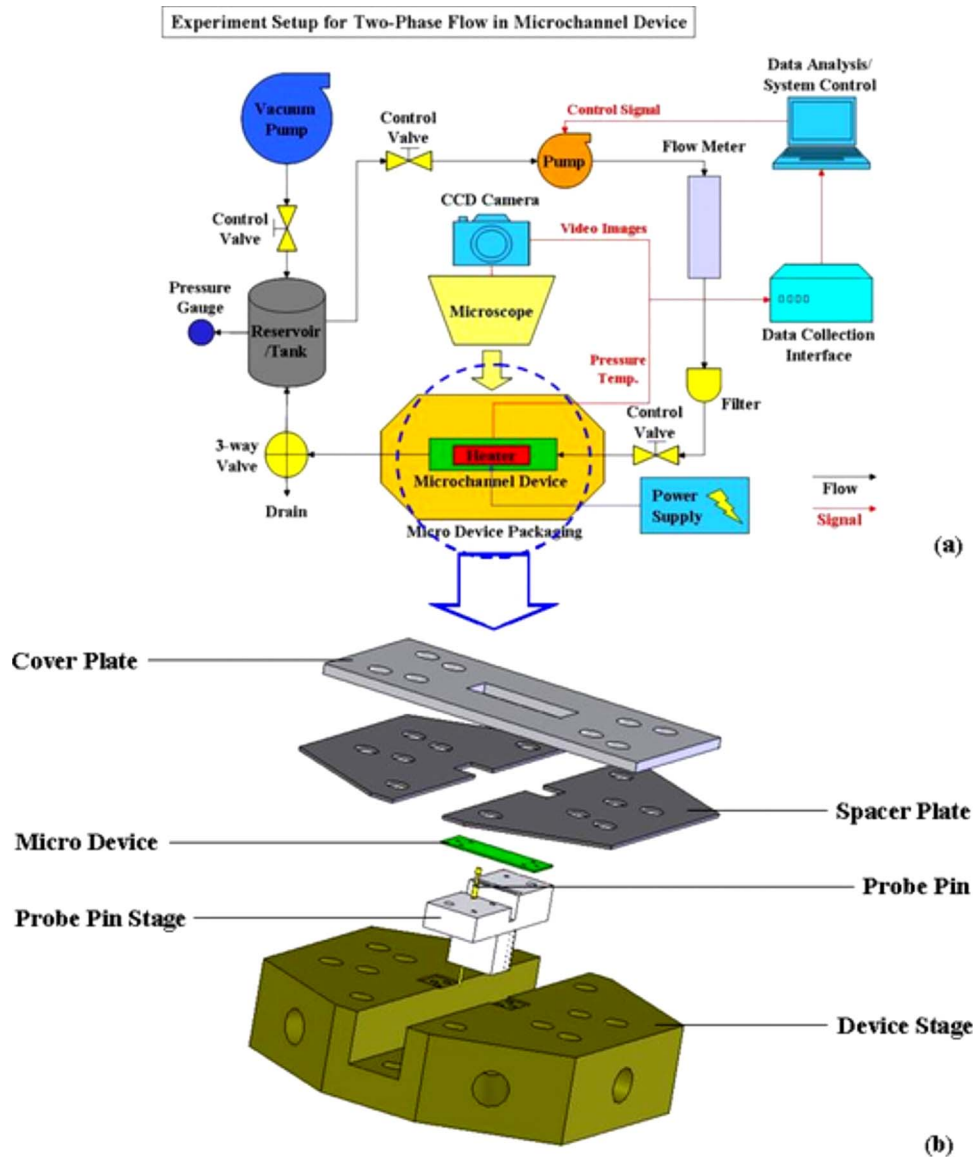 Experiment Setup for Two-Phase Flow in Microchannel Device
Data Analysis/
System Control
Vacuum
Pump
Control
Valve
Control Signal
Pump
Flow Meter
CCD Camera
Control
Valve
Video Images
Pressure
Gauge
Reservoir
/Tank
Microscope
Data Collection
Interface
Pressure
Temp.
Filter
Control
Valve
3-way
Valve
Heater
Microchannel Device
Drain
Power
Supply
Flow
Signal
Micro Device Packaging
(a)
Cover Plate
Spacer Plate
Micro Device
Probe Pin
Probe Pin Stage
Device Stage
(b)